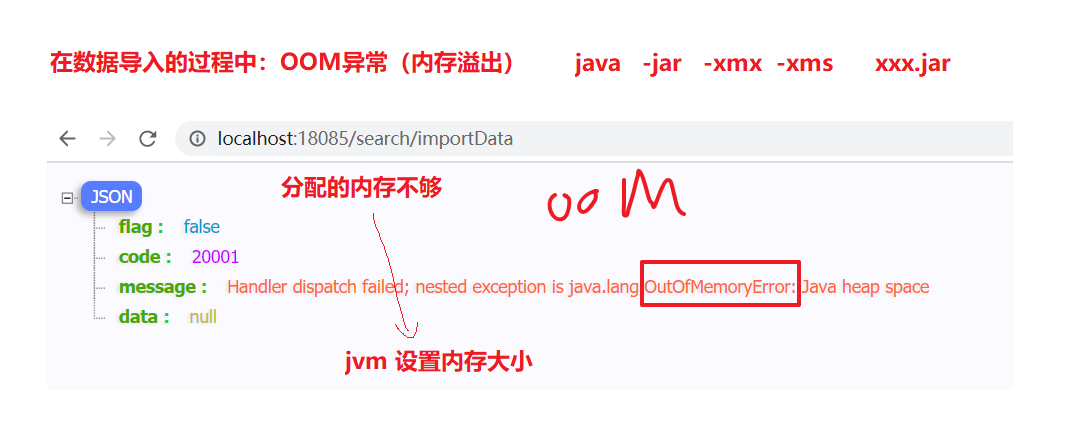 在数据导入的过程中：OOM异常（内存溢出） java -jar -xmx -xms xxx.jar
localhost:18085/search/importData
分配的内存不够
OOM
JSON
flag : false
code : 20001
message : Handler dispatch failed; nested exception is java.lang.OutOfMemoryError: Java heap space
data : null
jvm 设置内存大小